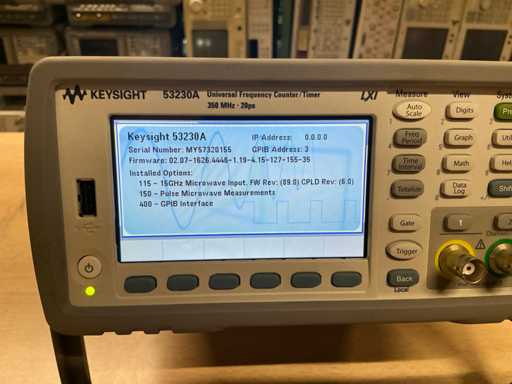 KEYSIGHT 53230A Universal Frequency Counter/Timer
350 MHz · 20ps
LXI
Measure View
Keysight 53230A IP Address: 0.0.0.0
Serial Number: MY57320155 GPIB Address: 3
Firmware: 02.07-1626.4446-1.19-4.15-127-155-35
Installed Options:
115 - 15GHz Microwave Input. FW Rev: (89.0) CPLD Rev: (6.0)
150 - Pulse Microwave Measurements
400 - GPIB Interface
Auto Scale Digits
Freq Period Graph
Time Interval Math
Totalize Data Log
Gate 1
Trigger
Back
Local